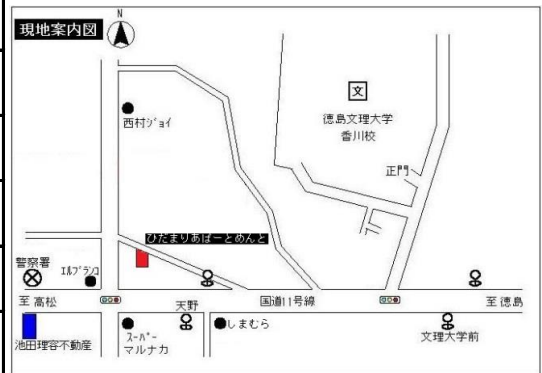 現地案内図
N
文
徳島文理大学
香川校
西村ジョイ
正門
ひだまりあぱーとめんと
警察署
エルブランコ
至 高松
天野
国道11号線
至 徳島
池田理容不動産
スーパー
マルナカ
しまむら
文理大学前